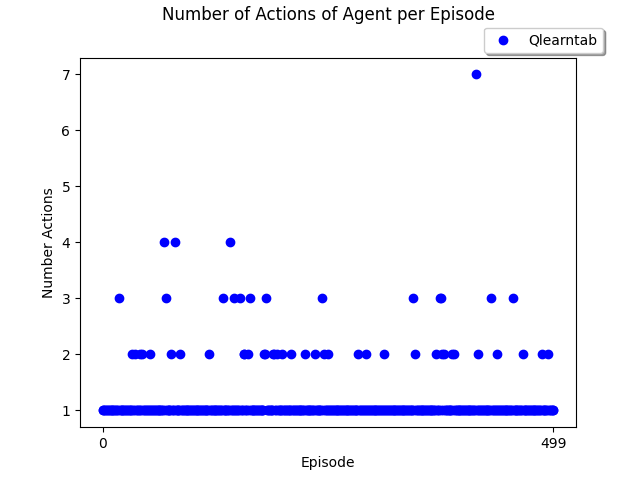 Number of Actions of Agent per Episode
Qlearntab
7
6
5
4
3
2
1
Number Actions
0 499
Episode